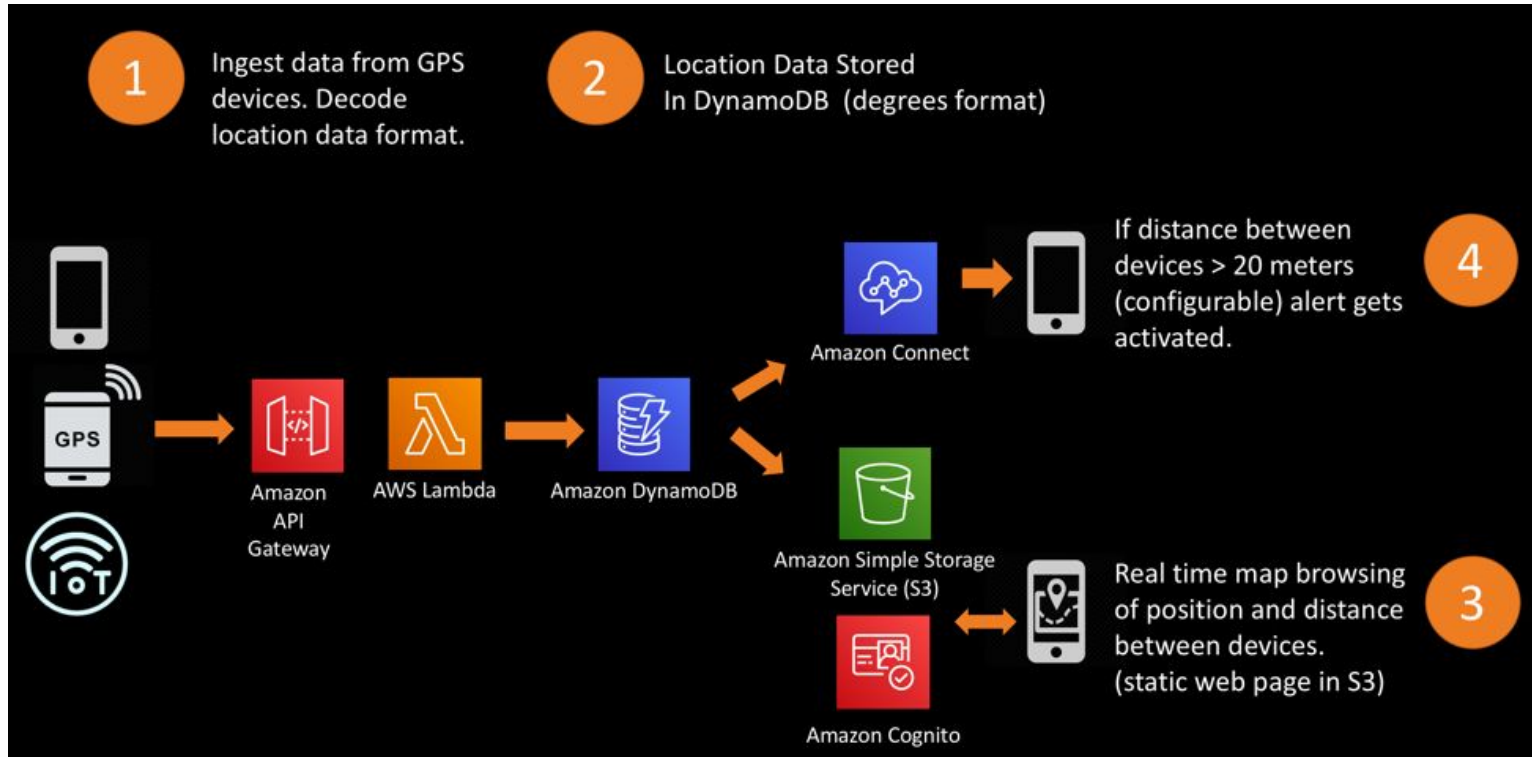 1
Ingest data from GPS
devices. Decode
location data format.
2
Location Data Stored
In DynamoDB (degrees format)
GPS
IoT
Amazon
API
Gateway
AWS Lambda
Amazon DynamoDB
Amazon Connect
If distance between
devices > 20 meters
(configurable) alert gets
activated.
4
Amazon Simple Storage
Service (S3)
Amazon Cognito
Real time map browsing
of position and distance
between devices.
(static web page in S3)
3